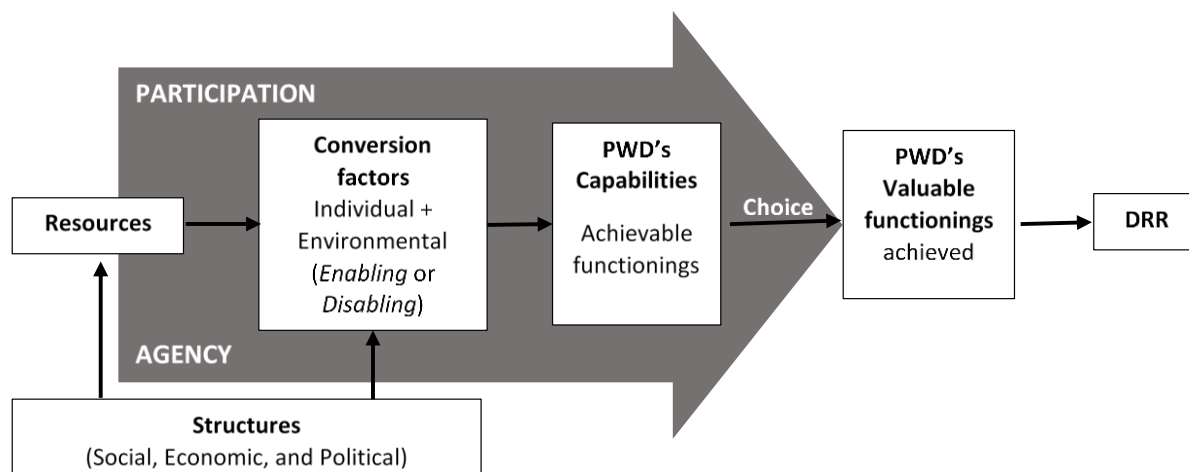 PARTICIPATION
Resources
Conversion
factors
Individual +
Environmental
(Enabling or
Disabling)
PWD's
Capabilities
Achievable
functionings
Choice
PWD's
Valuable
functionings
achieved
DRR
AGENCY
Structures
(Social, Economic, and Political)